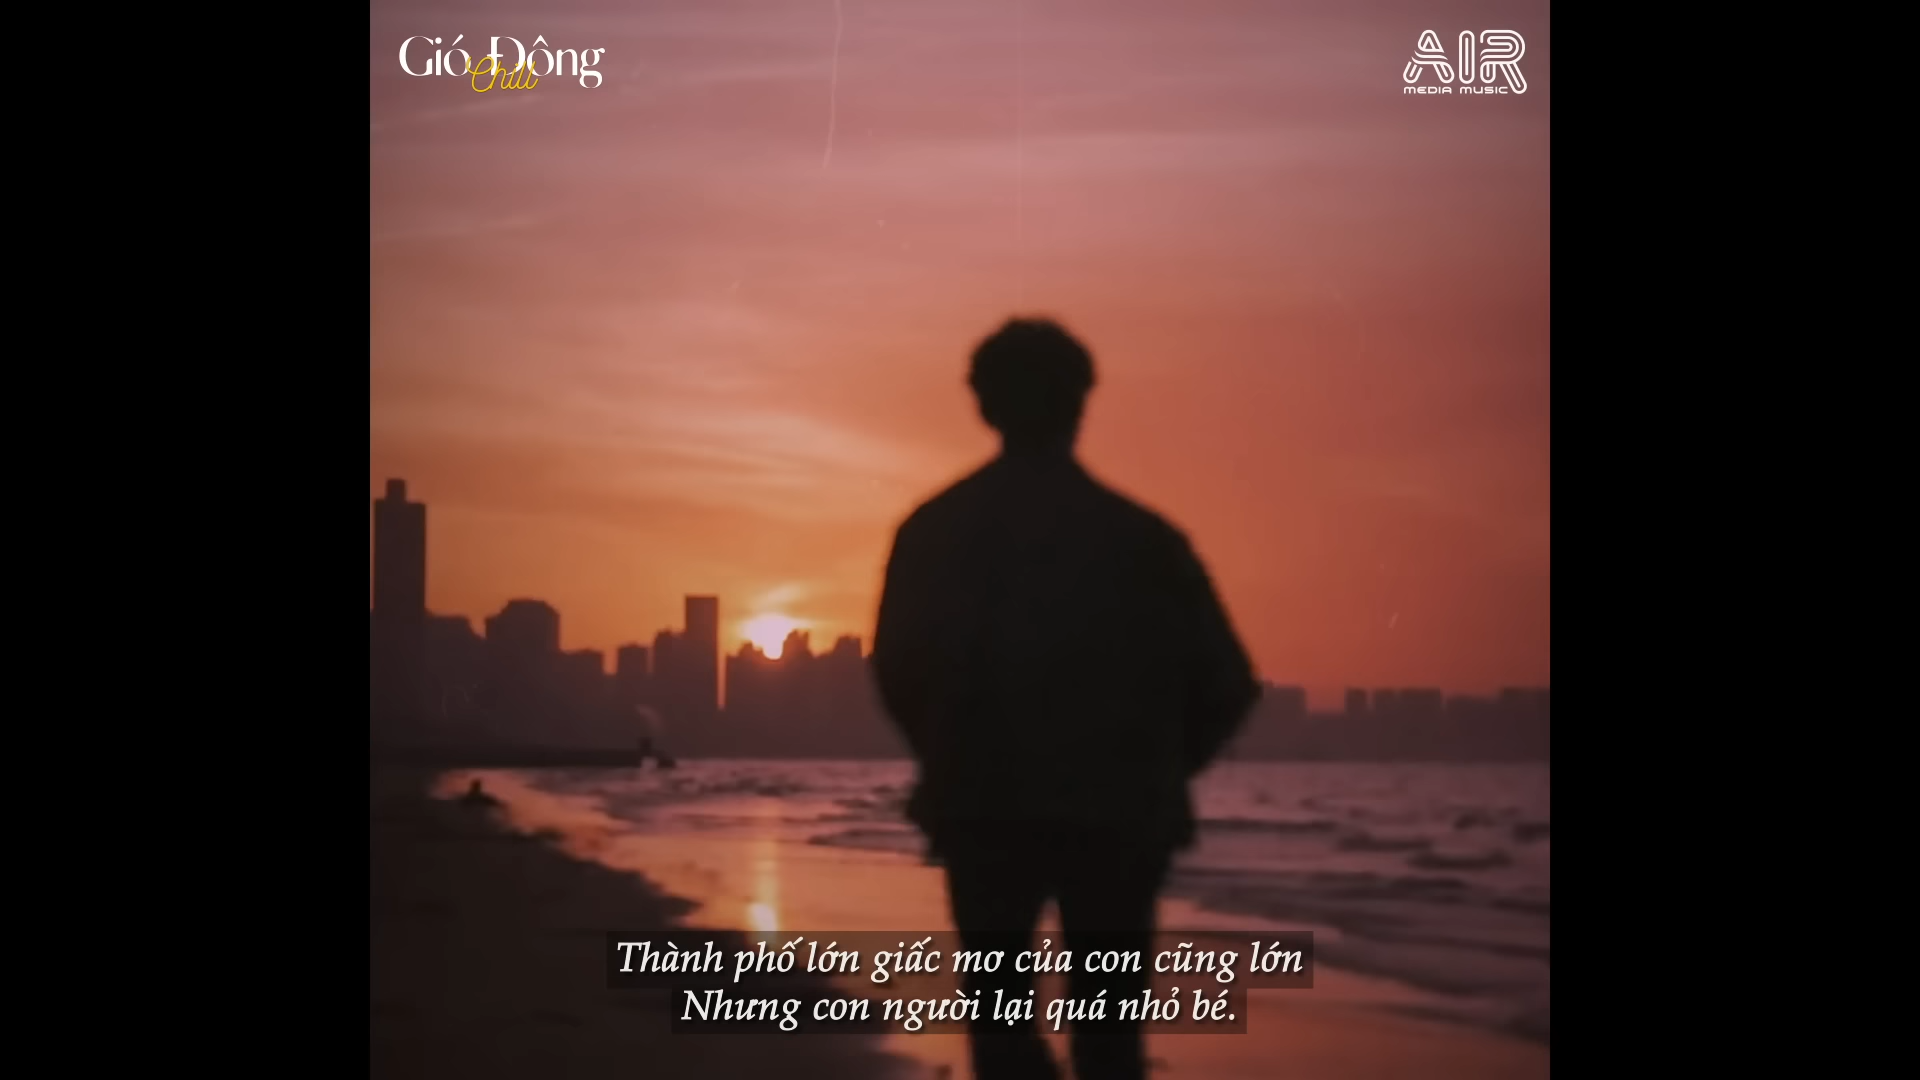 Gió Đông
Chill
AIR
MEDIA MUSIC
Thành phố lớn giấc mơ của con cũng lớn
Nhưng con người lại quá nhỏ bé.